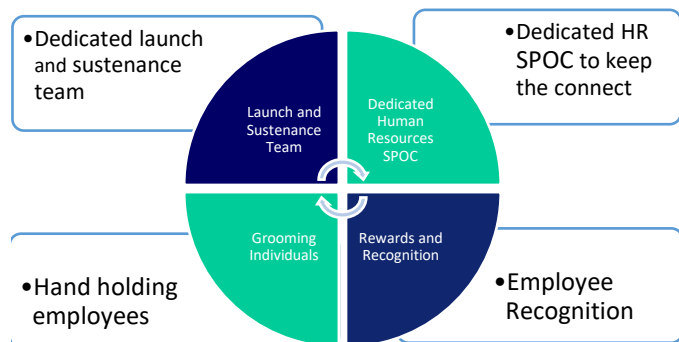 •Dedicated launch
and sustenance
team
•Dedicated HR
SPOC to keep
the connect
Launch and
Sustenance
Team
Dedicated
Human
Resources
SPOC
Grooming
Individuals
Rewards and
Recognition
•Hand holding
employees
•Employee
Recognition